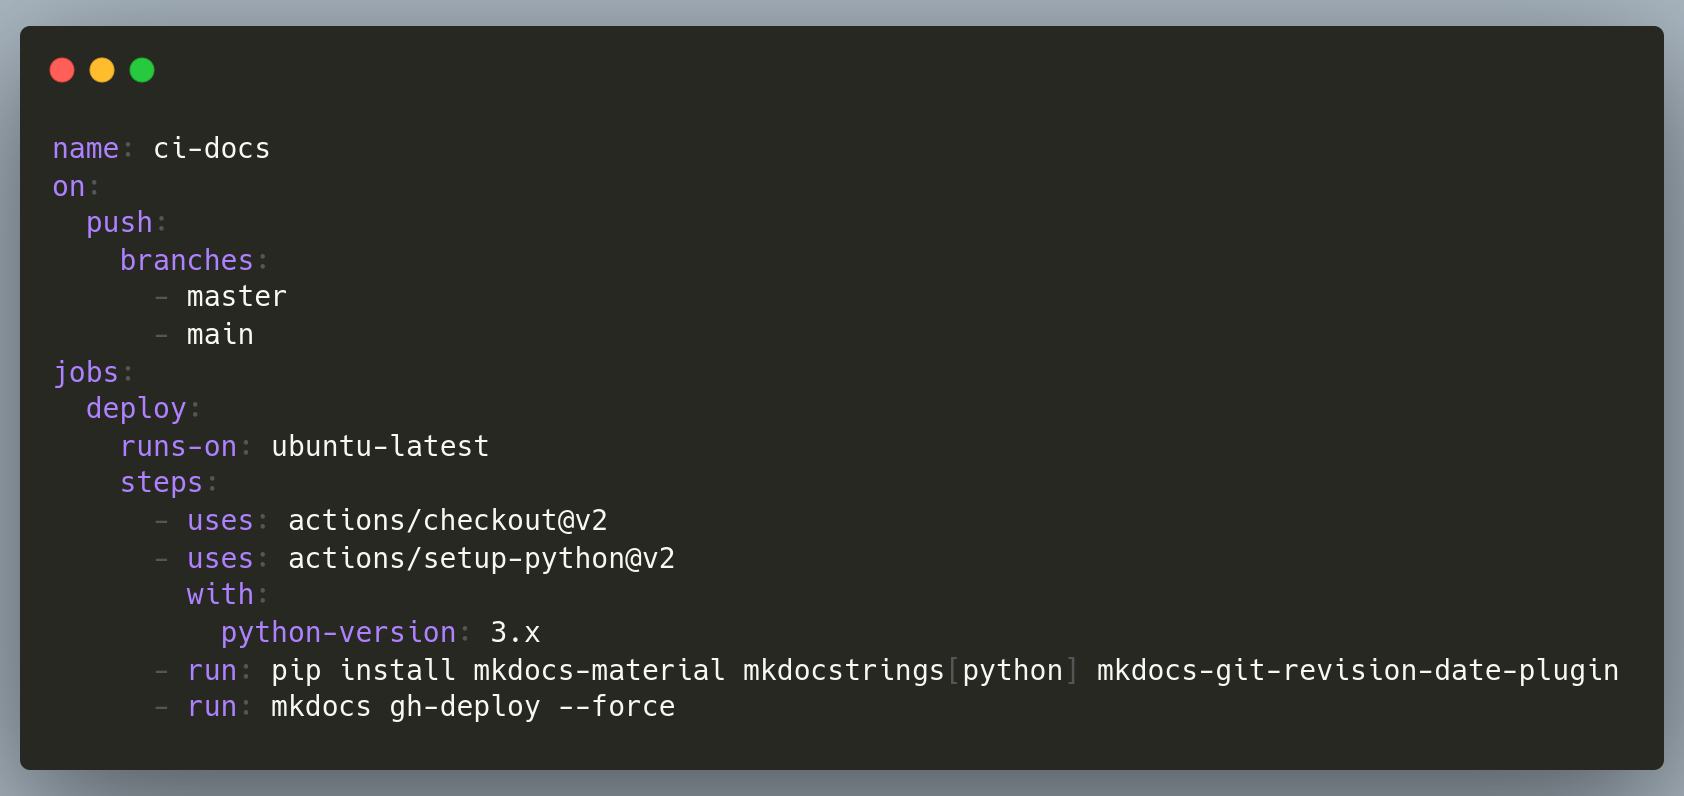 name: ci-docs
on:
  push:
    branches:
      - master
      - main
jobs:
  deploy:
    runs-on: ubuntu-latest
    steps:
      - uses: actions/checkout@v2
      - uses: actions/setup-python@v2
        with:
          python-version: 3.x
      - run: pip install mkdocs-material mkdocstrings[python] mkdocs-git-revision-date-plugin
      - run: mkdocs gh-deploy --force